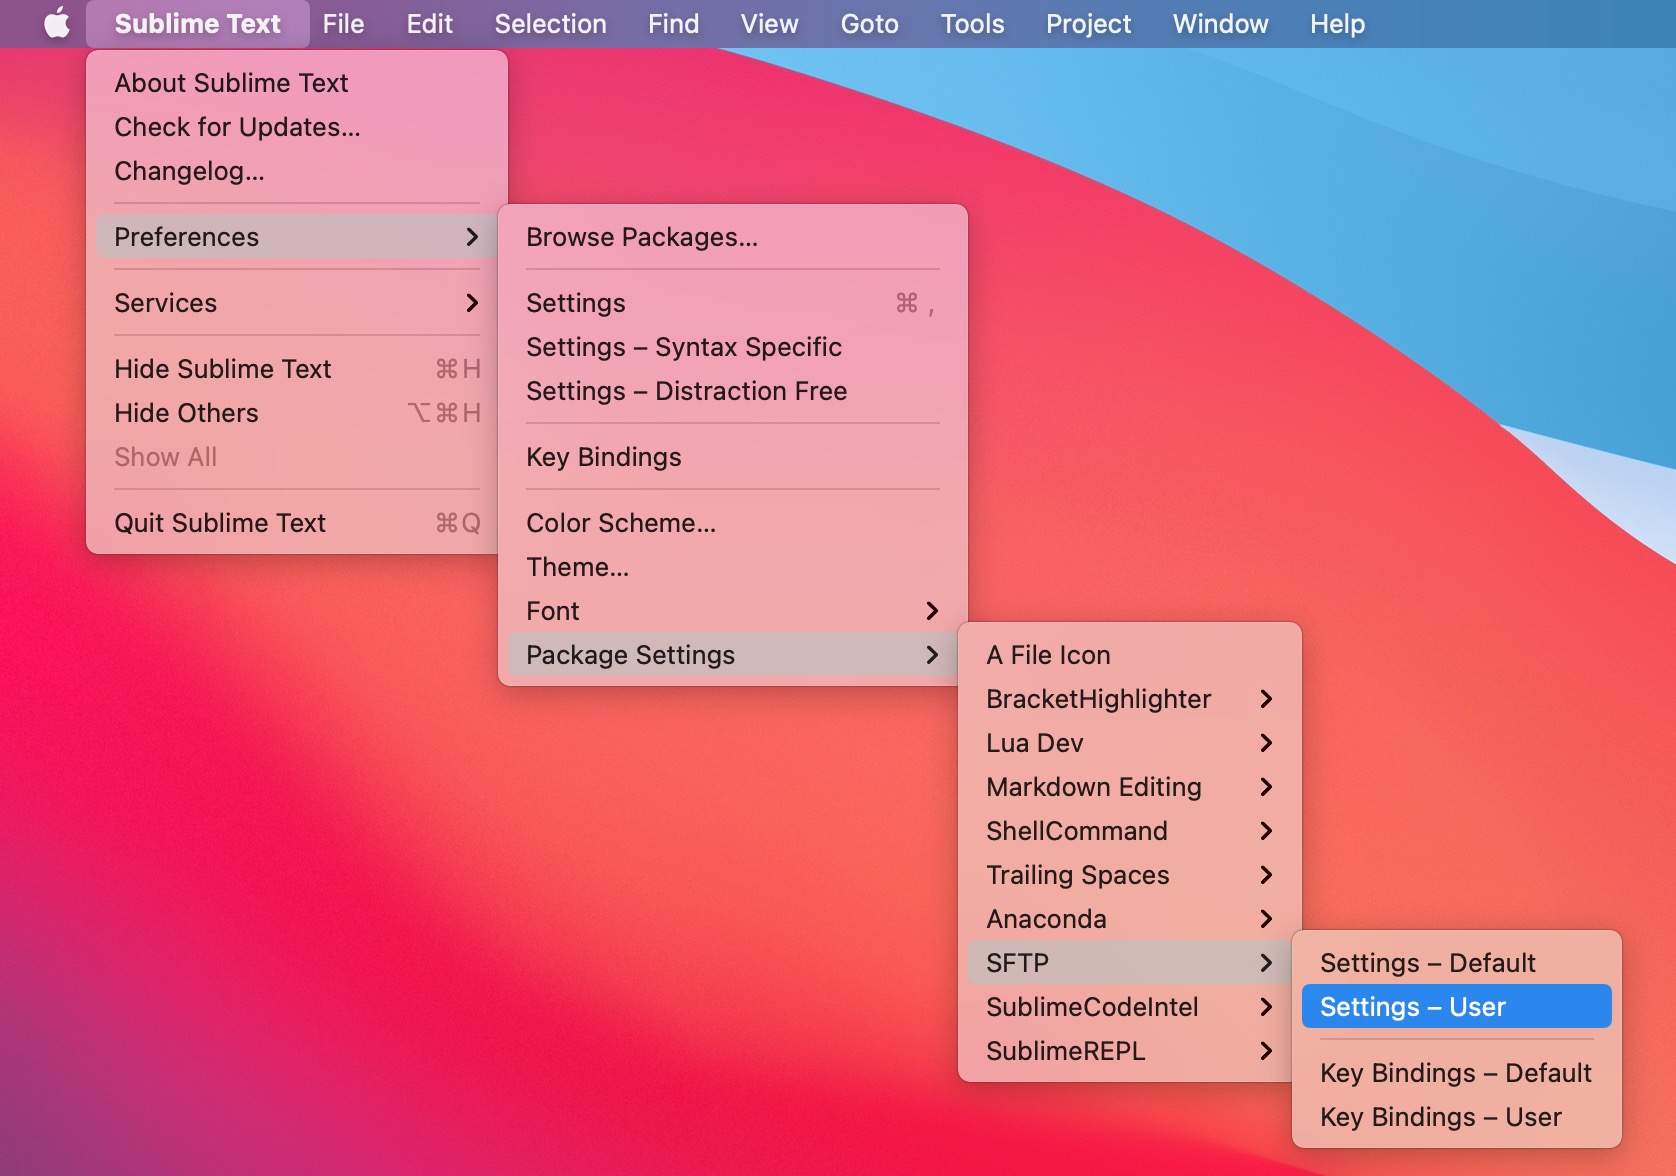 Sublime Text File Edit Selection Find View Goto Tools Project Window Help
About Sublime Text
Check for Updates...
Changelog...
Preferences
Services
Hide Sublime Text ⌘H
Hide Others ⌥⌘H
Show All
Quit Sublime Text ⌘Q
Browse Packages...
Settings ⌘ ,
Settings – Syntax Specific
Settings – Distraction Free
Key Bindings
Color Scheme...
Theme...
Font
Package Settings
A File Icon
BracketHighlighter
Lua Dev
Markdown Editing
ShellCommand
Trailing Spaces
Anaconda
SFTP
SublimeCodeIntel
SublimeREPL
Settings – Default
Settings – User
Key Bindings – Default
Key Bindings – User